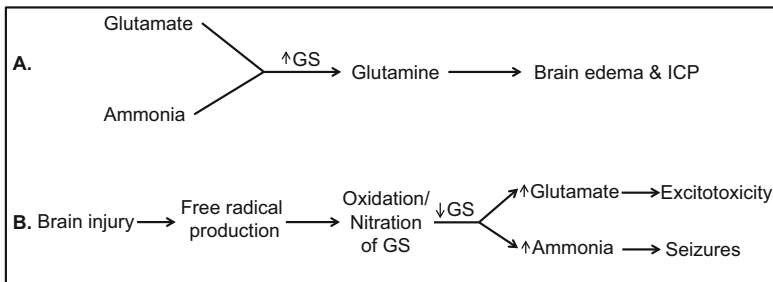 Glutamate
A.
↑GS
Glutamine
Brain edema & ICP
Ammonia
B. Brain injury
Free radical
production
Oxidation/
Nitration
of GS
↓GS
↑Glutamate
Excitotoxicity
↑Ammonia
Seizures